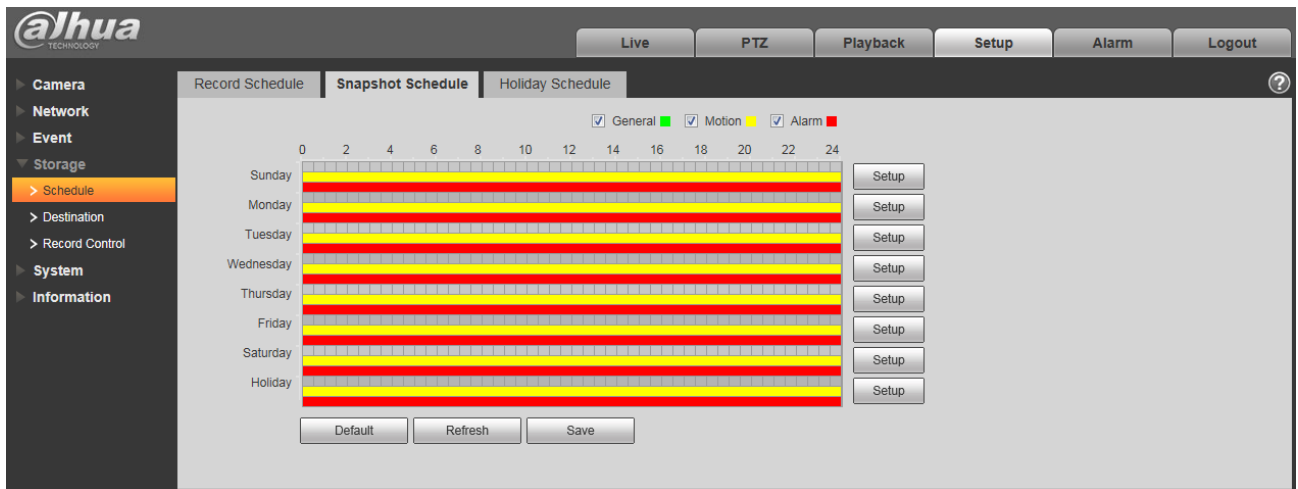 alhua
TECHNOLOGY
Live PTZ Playback Setup Alarm Logout
Camera
Network
Event
Storage
> Schedule
> Destination
> Record Control
System
Information
Record Schedule Snapshot Schedule Holiday Schedule ?
General Motion Alarm
0 2 4 6 8 10 12 14 16 18 20 22 24
Sunday Setup
Monday Setup
Tuesday Setup
Wednesday Setup
Thursday Setup
Friday Setup
Saturday Setup
Holiday Setup
Default Refresh Save